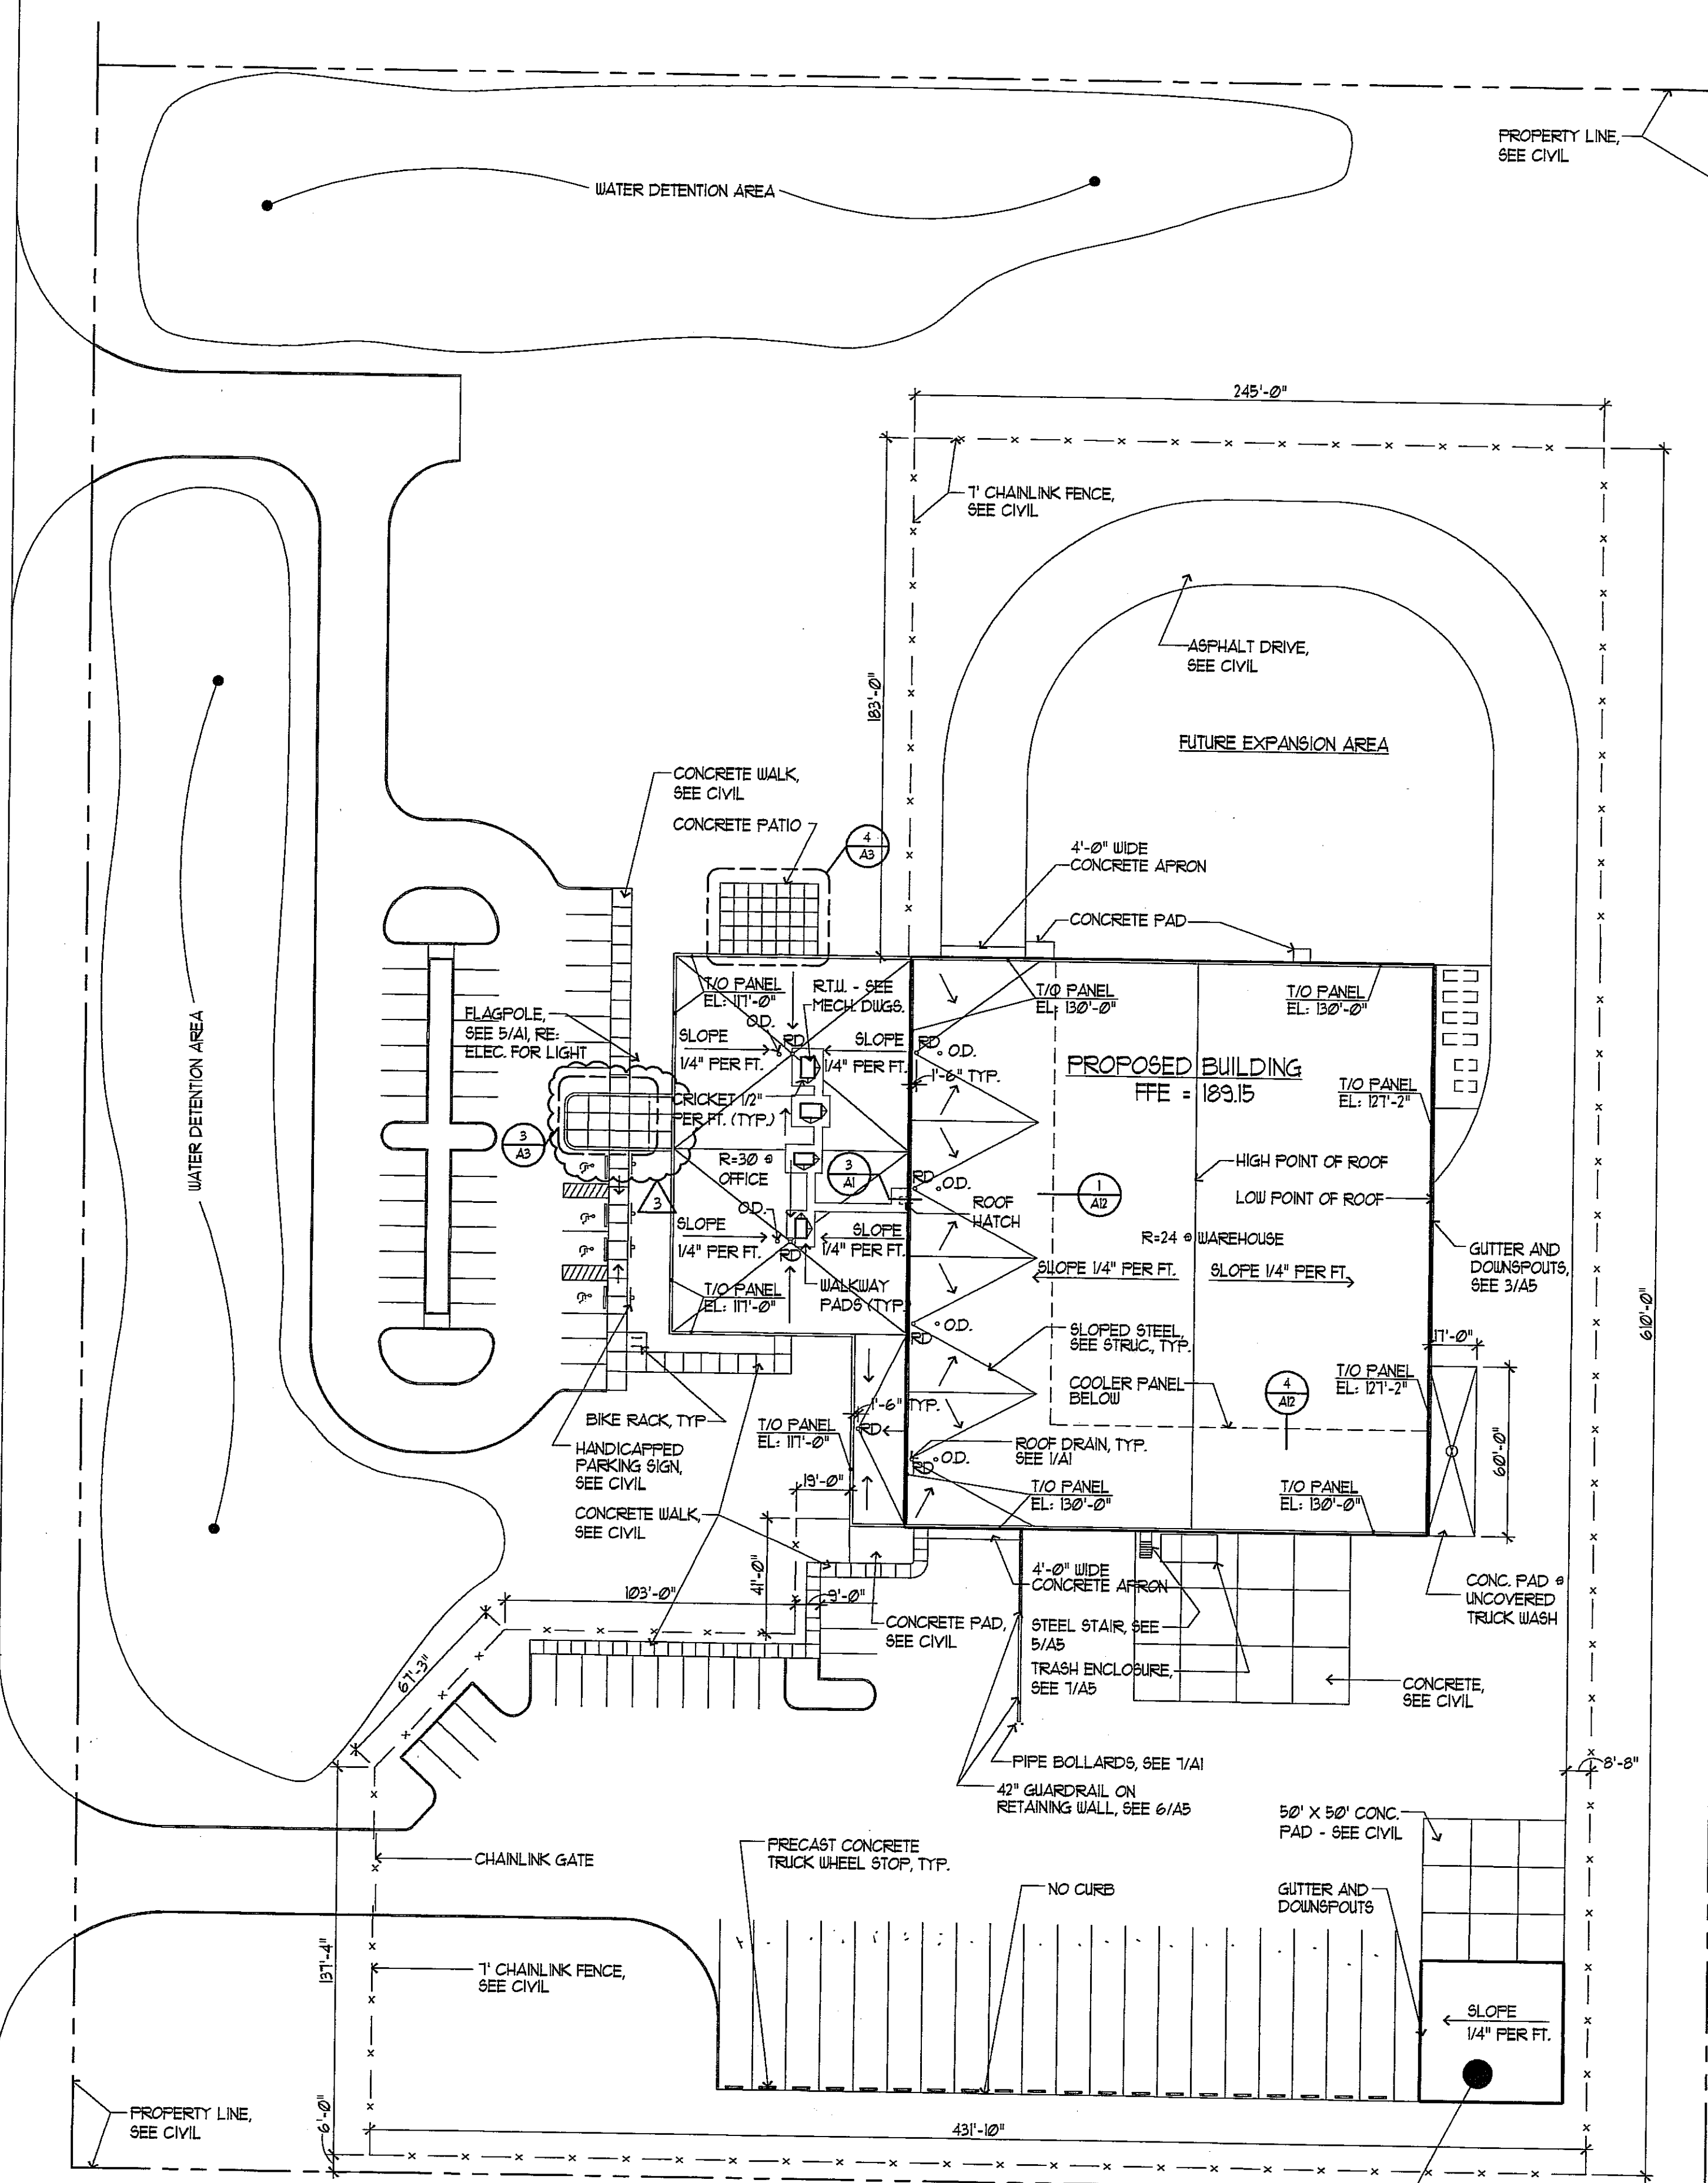 PROPERTY LINE,
SEE CIVIL
WATER DETENTION AREA
245'-0"
7' CHAINLINK FENCE,
SEE CIVIL
ASPHALT DRIVE,
SEE CIVIL
183'-0"
FUTURE EXPANSION AREA
CONCRETE WALK,
SEE CIVIL
CONCRETE PATIO
4
A3
4'-0" WIDE
CONCRETE APRON
CONCRETE PAD
T/O PANEL
EL: 117'-0"
R.T.U. - SEE
MECH. DWGS.
T/O PANEL
EL: 130'-0"
T/O PANEL
EL: 130'-0"
FLAGPOLE,
SEE 5/A1, RE:
ELEC. FOR LIGHT
O.D.
SLOPE
1/4" PER FT.
RD
SLOPE
1/4" PER FT.
RD
O.D.
1'-6" TYP.
PROPOSED BUILDING
FFE = 189.15
T/O PANEL
EL: 127'-2"
CRICKET 1/2"
PER FT. (TYP.)
3
A3
WATER DETENTION AREA
R=30 @
OFFICE
3
A1
RD
O.D.
ROOF
HATCH
1
A12
HIGH POINT OF ROOF
LOW POINT OF ROOF
3
O.D.
SLOPE
1/4" PER FT.
RD
SLOPE
1/4" PER FT.
R=24 @ WAREHOUSE
SLOPE 1/4" PER FT.
SLOPE 1/4" PER FT.
GUTTER AND
DOWNSPOUTS,
SEE 3/A5
T/O PANEL
EL: 117'-0"
WALKWAY
PADS (TYP.
610'-0"
RD
O.D.
SLOPED STEEL,
SEE STRUC., TYP.
17'-0"
COOLER PANEL
BELOW
4
A12
T/O PANEL
EL: 127'-2"
BIKE RACK, TYP
T/O PANEL
EL: 117'-0"
1'-6" TYP.
RD
HANDICAPPED
PARKING SIGN,
SEE CIVIL
ROOF DRAIN, TYP.
SEE 1/A1
RD
O.D.
60'-0"
19'-0"
T/O PANEL
EL: 130'-0"
T/O PANEL
EL: 130'-0"
CONCRETE WALK,
SEE CIVIL
41'-0"
103'-0"
9'-0"
4'-0" WIDE
CONCRETE APRON
CONC. PAD @
UNCOVERED
TRUCK WASH
CONCRETE PAD,
SEE CIVIL
STEEL STAIR, SEE
5/A5
67'-3"
TRASH ENCLOSURE,
SEE 7/A5
CONCRETE,
SEE CIVIL
PIPE BOLLARDS, SEE 7/A1
8'-8"
42" GUARDRAIL ON
RETAINING WALL, SEE 6/A5
50' X 50' CONC.
PAD - SEE CIVIL
PRECAST CONCRETE
TRUCK WHEEL STOP, TYP.
CHAINLINK GATE
NO CURB
GUTTER AND
DOWNSPOUTS
137'-4"
7' CHAINLINK FENCE,
SEE CIVIL
SLOPE
1/4" PER FT.
PROPERTY LINE,
SEE CIVIL
6'-0"
431'-10"